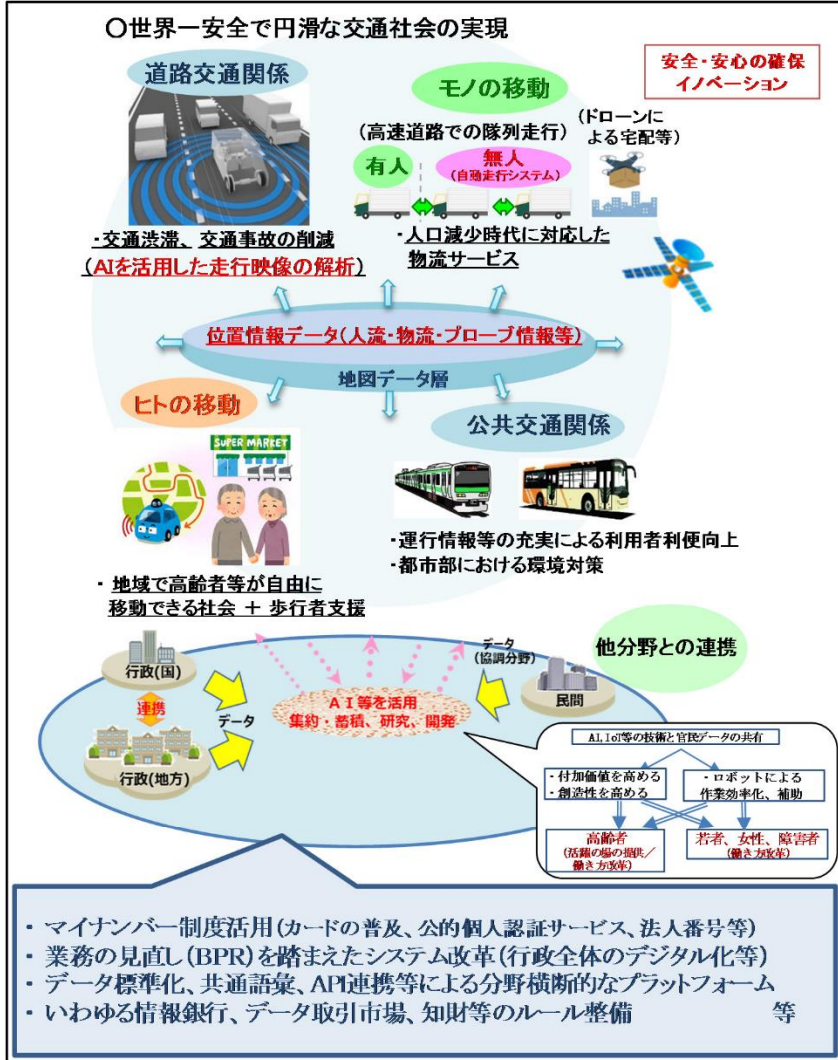 〇世界一安全で円滑な交通社会の実現
安全・安心の確保
イノベーション
道路交通関係
・交通渋滞、交通事故の削減
(AIを活用した走行映像の解析)
モノの移動
(高速道路での隊列走行)
(ドローンに
よる宅配等)
有人
無人
(自動走行システム)
・人口減少時代に対応した
物流サービス
位置情報データ(人流・物流・プローブ情報等)
地図データ層
ヒトの移動
SUPER MARKET
・地域で高齢者等が自由に
移動できる社会 + 歩行者支援
公共交通関係
・運行情報等の充実による利用者利便向上
・都市部における環境対策
他分野との連携
行政(国)
連携
行政(地方)
データ
AI等を活用
集約・蓄積、研究、開発
データ
(協調分野)
民間
AI,IoT等の技術と官民データの共有
・付加価値を高める
・創造性を高める
・ロボットによる
作業効率化、補助
高齢者
(活躍の場の提供/
働き方改革)
若者、女性、障害者
(働き方改革)
・マイナンバー制度活用(カードの普及、公的個人認証サービス、法人番号等)
・業務の見直し(BPR)を踏まえたシステム改革(行政全体のデジタル化等)
・データ標準化、共通語彙、API連携等による分野横断的なプラットフォーム
・いわゆる情報銀行、データ取引市場、知財等のルール整備 等